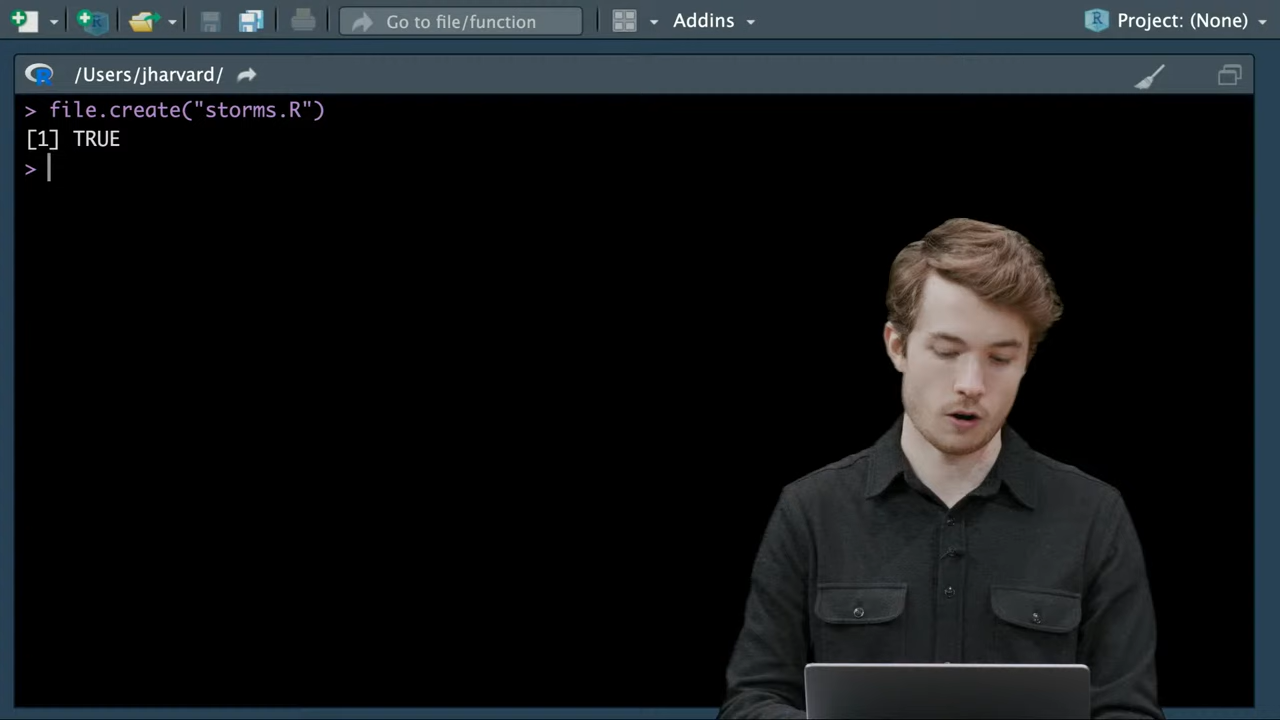 Go to file/function
Addins
Project: (None)
/Users/jharvard/
> file.create("storms.R")
[1] TRUE
>